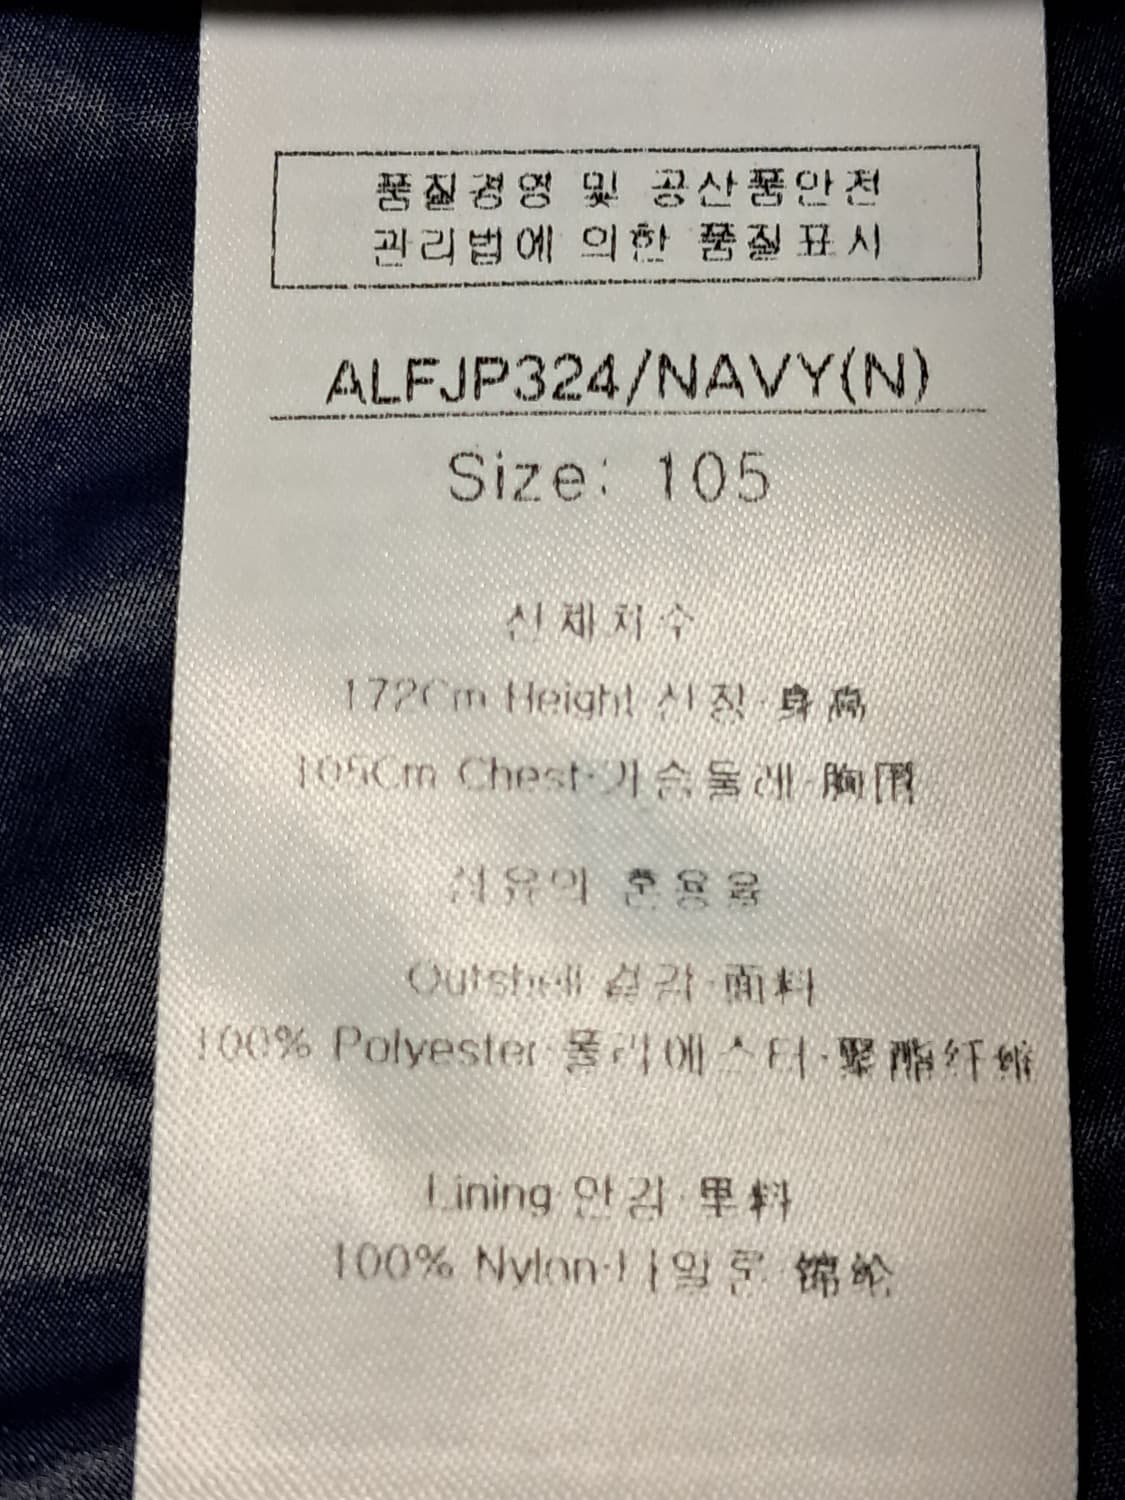 품질경영 및 공산품안전
관리법에 의한 품질표시
ALFJP324/NAVY(N)
Size: 105
신체치수
172Cm Height·신장·身高
105Cm Chest·가슴둘레·胸围
섬유의 혼용율
Outshell·겉감·面料
100% Polyester·폴리에스터·聚酯纤维
Lining·안감·里料
100% Nylon·나일론·锦纶